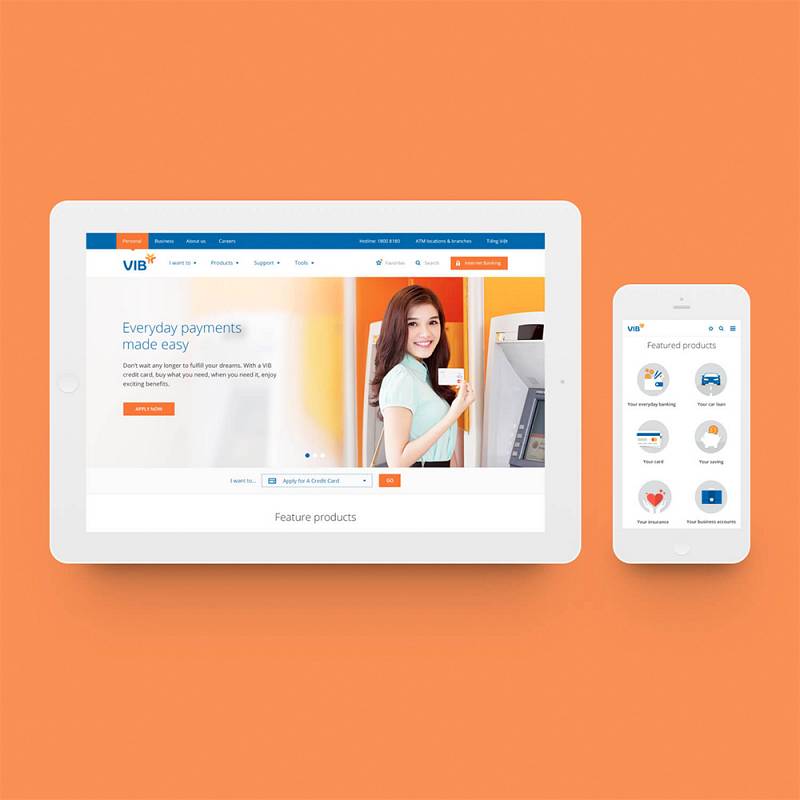 Personal Business About us Careers Hotline: 1800 8180 ATM locations & branches Tiếng Việt
VIB I want to Products Support Tools Favorites Search Internet Banking
Everyday payments
made easy
Don't wait any longer to fulfill your dreams. With a VIB
credit card, buy what you need, when you need it, enjoy
exciting benefits.
APPLY NOW
I want to... Apply for A Credit Card GO
Feature products
VIB
Featured products
Your everyday banking Your car loan
Your card Your saving
Your insurance Your business accounts